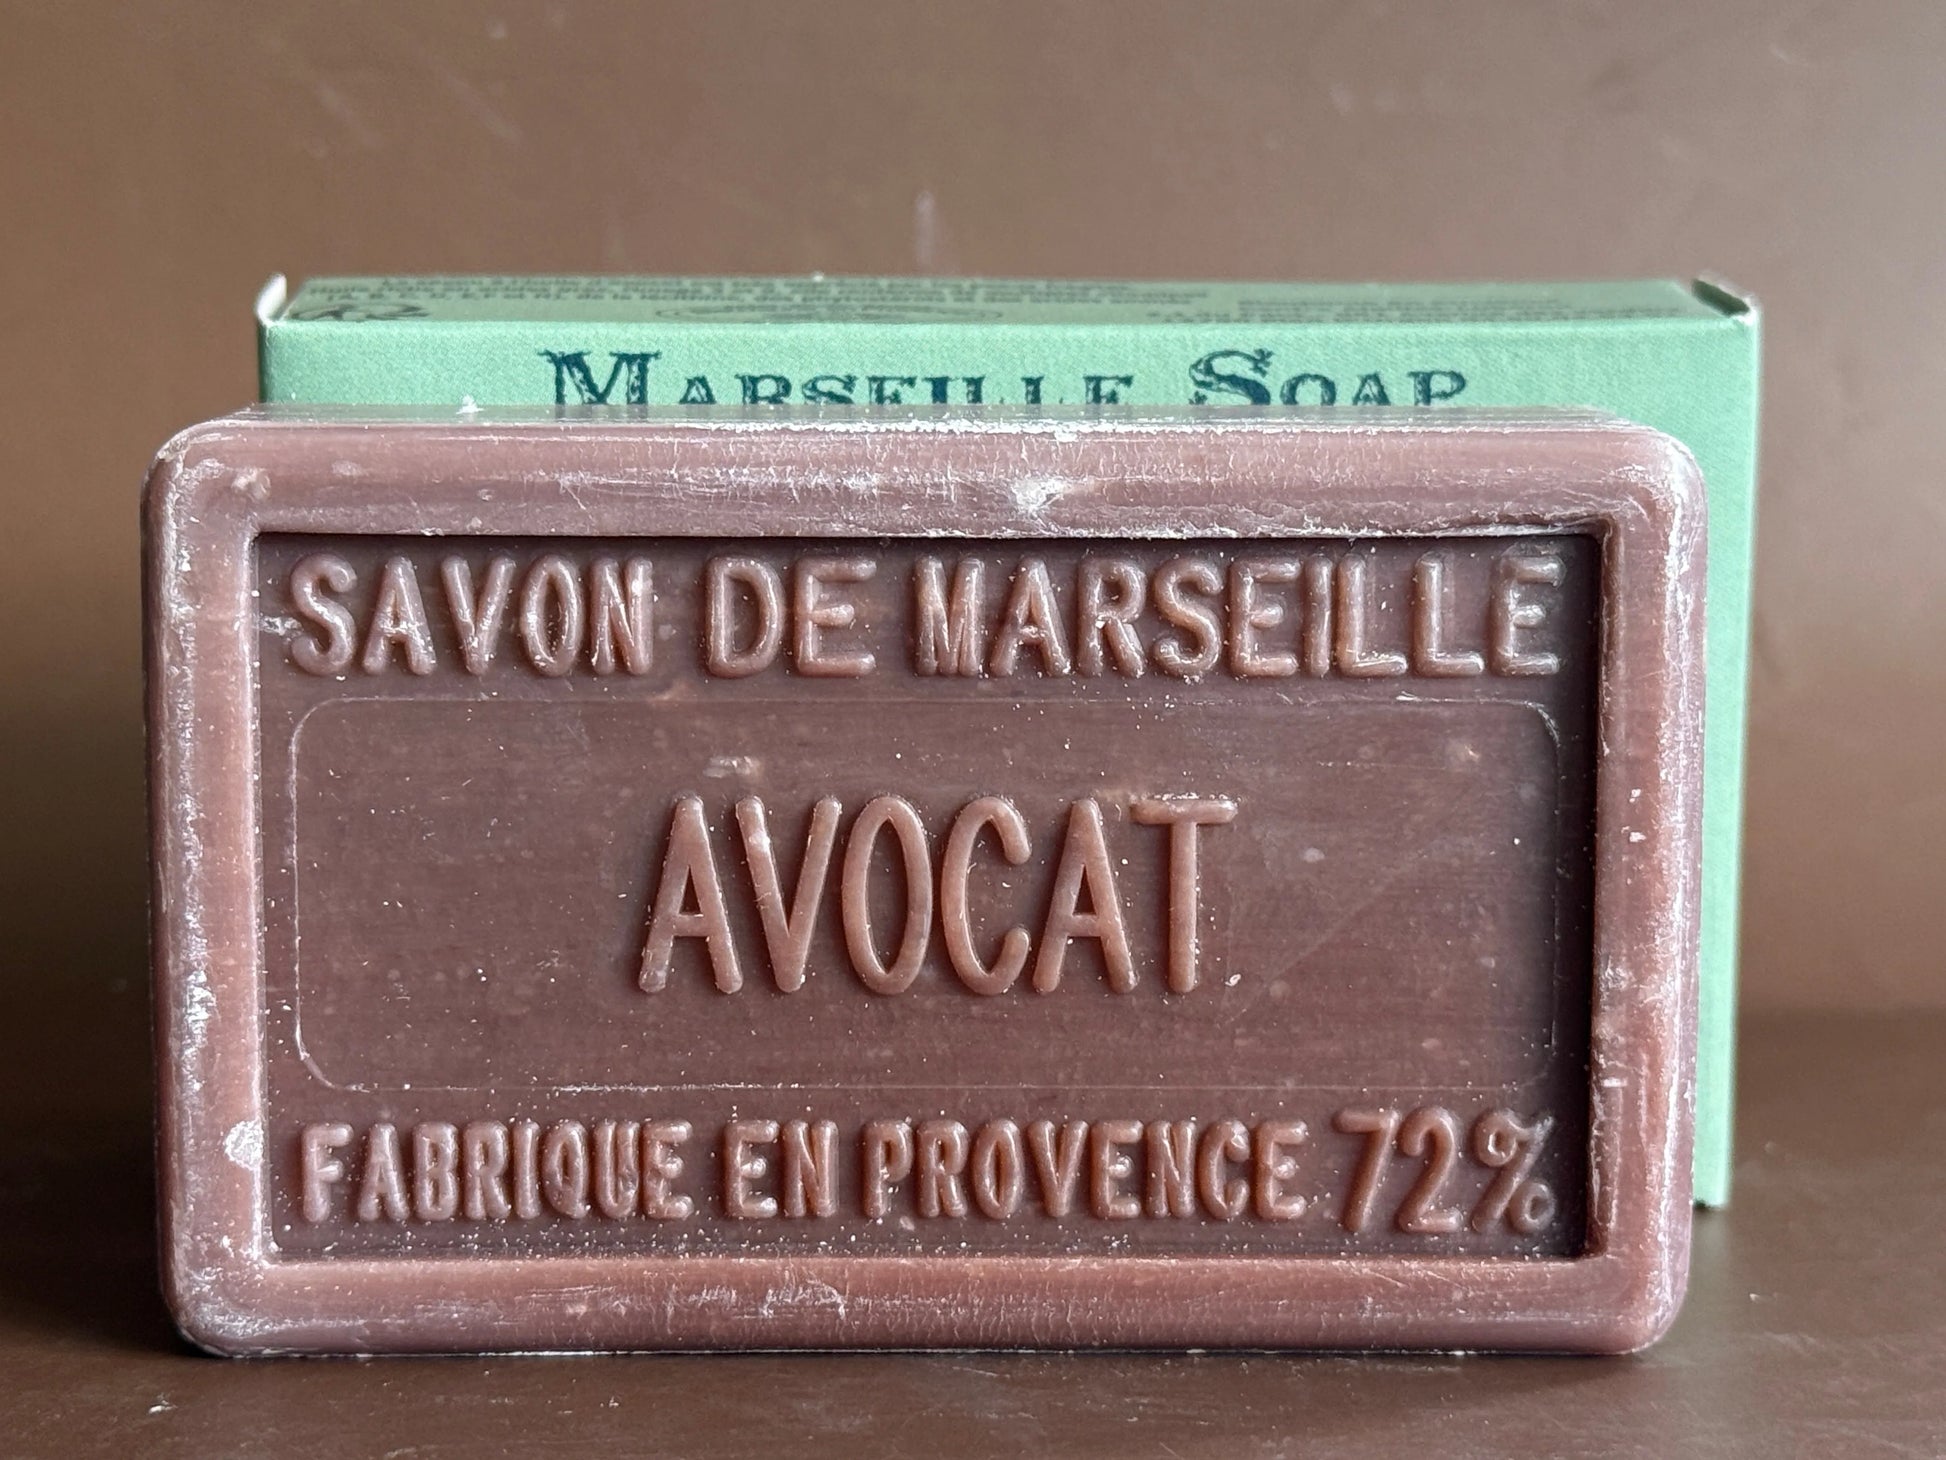 MARSEILLE SOAP
SAVON DE MARSEILLE
AVOCAT
FABRIQUE EN PROVENCE 72%